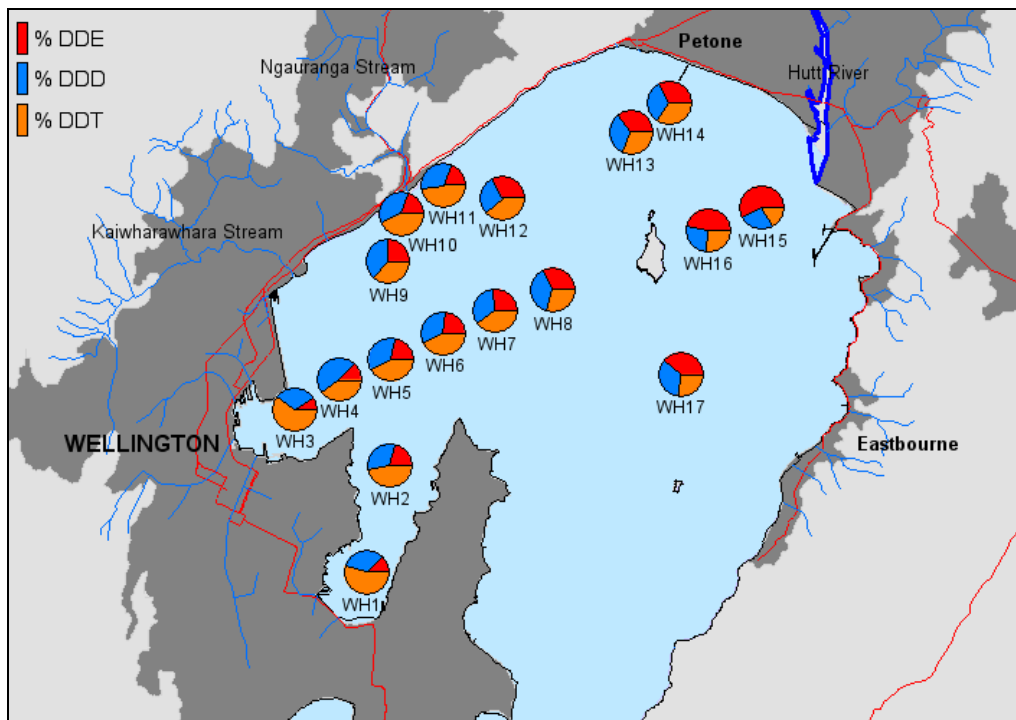 % DDE
% DDD
% DDT
Petone
Ngauranga Stream
Hutt River
WH14
WH13
WH11
WH12
WH15
Kaiwharawhara Stream
WH10
WH16
WH9
WH8
WH7
WH6
WH5
WH4
WH17
WH3
WELLINGTON
Eastbourne
WH2
WH1